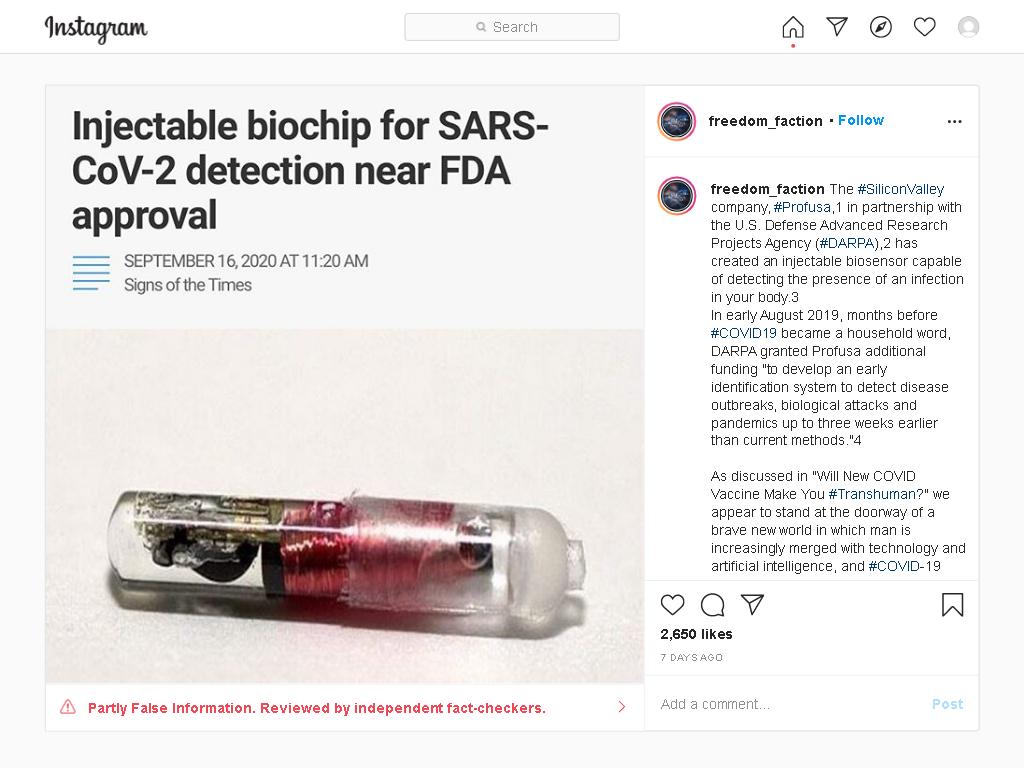 Instagram
Search
Injectable biochip for SARS-
CoV-2 detection near FDA
approval
SEPTEMBER 16, 2020 AT 11:20 AM
Signs of the Times
Partly False Information. Reviewed by independent fact-checkers.
freedom_faction • Follow
freedom_faction The #SiliconValley
company, #Profusa,1 in partnership with
the U.S. Defense Advanced Research
Projects Agency (#DARPA),2 has
created an injectable biosensor capable
of detecting the presence of an infection
in your body.3
In early August 2019, months before
#COVID19 became a household word,
DARPA granted Profusa additional
funding "to develop an early
identification system to detect disease
outbreaks, biological attacks and
pandemics up to three weeks earlier
than current methods."4
As discussed in "Will New COVID
Vaccine Make You #Transhuman?" we
appear to stand at the doorway of a
brave new world in which man is
increasingly merged with technology and
artificial intelligence, and #COVID-19
2,650 likes
7 DAYS AGO
Add a comment...
Post